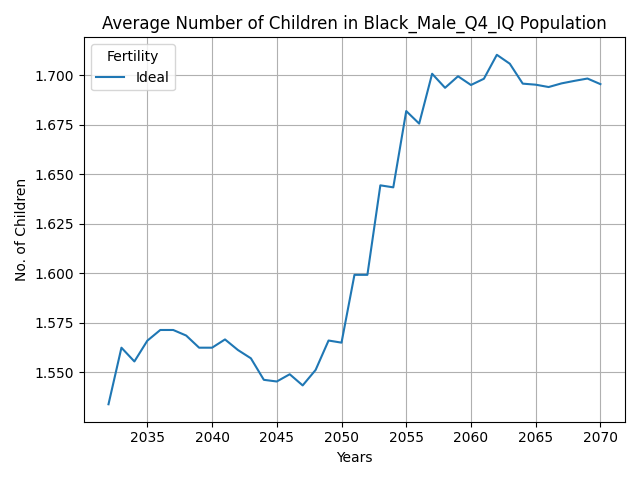 Average Number of Children in Black_Male_Q4_IQ Population
Fertility
Ideal
No. of Children
1.700
1.675
1.650
1.625
1.600
1.575
1.550
2035 2040 2045 2050 2055 2060 2065 2070
Years